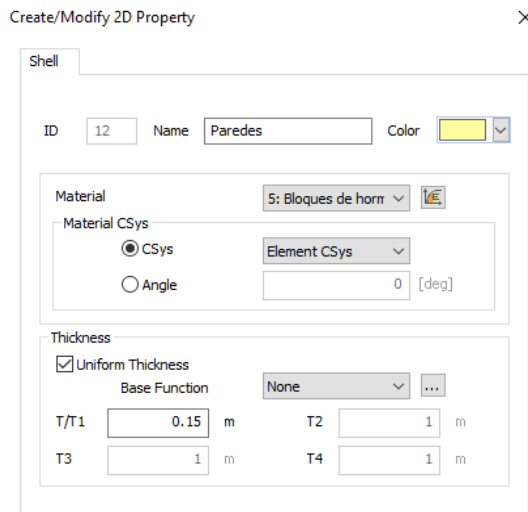 Create/Modify 2D Property
Shell
ID 12 Name Paredes Color
Material 5: Bloques de horm
Material CSys
CSys Element CSys
Angle 0 [deg]
Thickness
Uniform Thickness
Base Function None ...
T/T1 0.15 m T2 1 m
T3 1 m T4 1 m